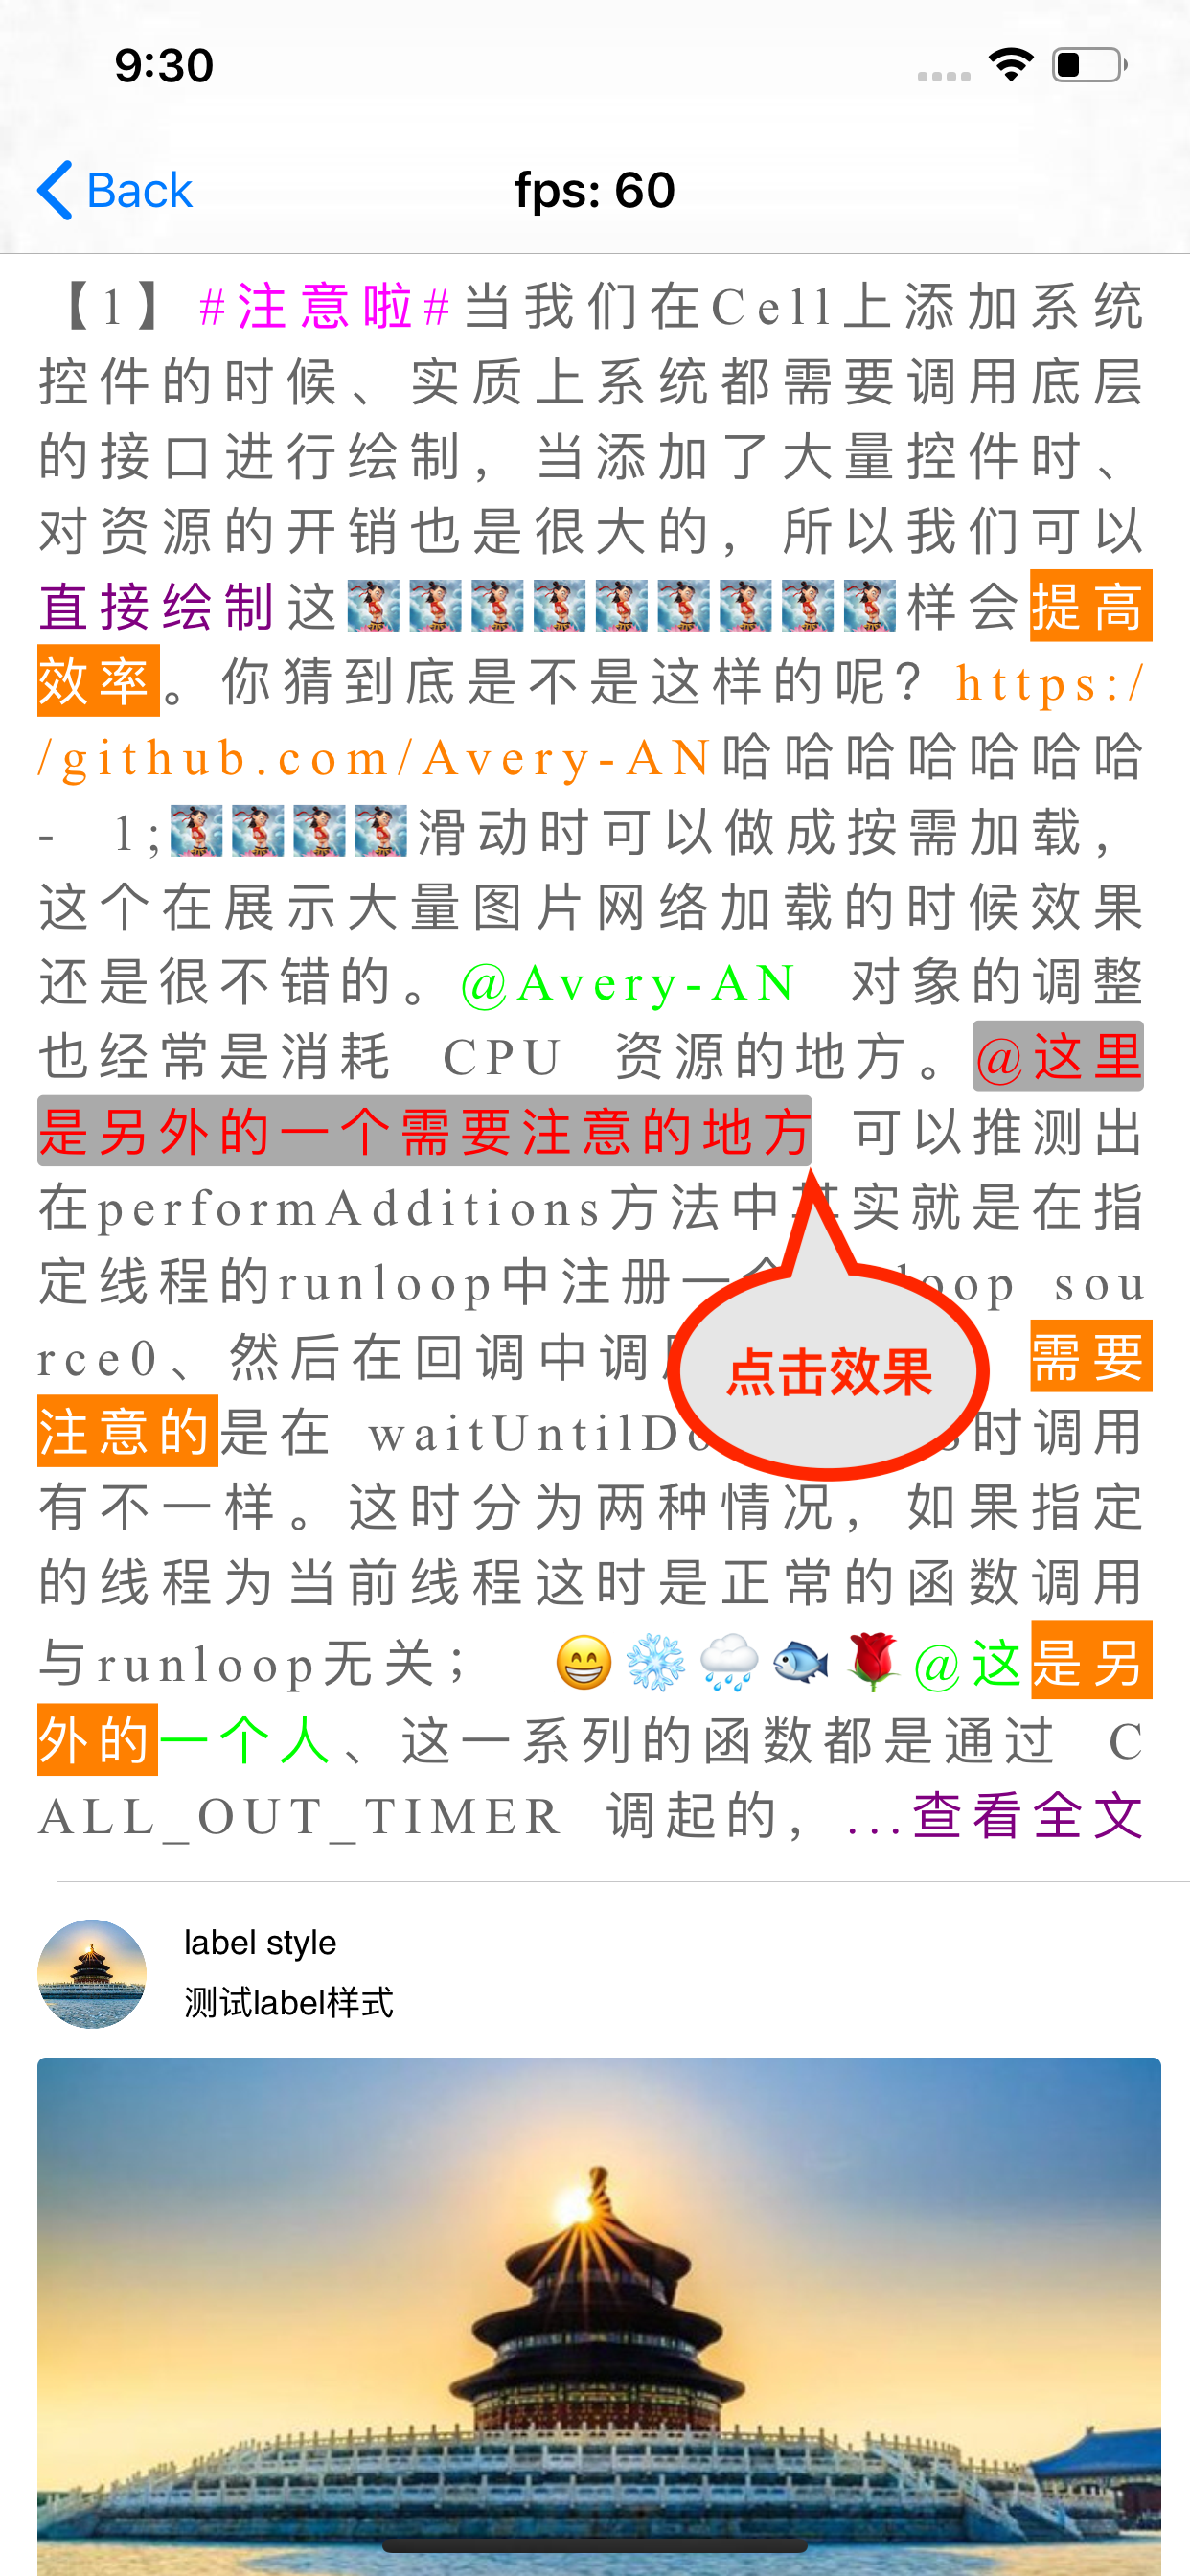 9:30
Back
fps: 60
【1】#注意啦#当我们在Cell上添加系统
控件的时候、实质上系统都需要调用底层
的接口进行绘制，当添加了大量控件时、
对资源的开销也是很大的，所以我们可以
直接绘制这样会提高
效率。你猜到底是不是这样的呢？https:/
/github.com/Avery-AN哈哈哈哈哈哈哈
- 1;滑动时可以做成按需加载，
这个在展示大量图片网络加载的时候效果
还是很不错的。@Avery-AN 对象的调整
也经常是消耗 CPU 资源的地方。@这里
是另外的一个需要注意的地方 可以推测出
在performAdditions方法中其实就是在指
定线程的runloop中注册一个 oop sou
rce0、然后在回调中调 需要
注意的是在 waitUntilDo 时调用
有不一样。这时分为两种情况，如果指定
的线程为当前线程这时是正常的函数调用
与runloop无关； 😁❄️🌧️🐟🌹@这是另
外的一个人、这一系列的函数都是通过 C
ALL_OUT_TIMER 调起的，...查看全文
点击效果
label style
测试label样式